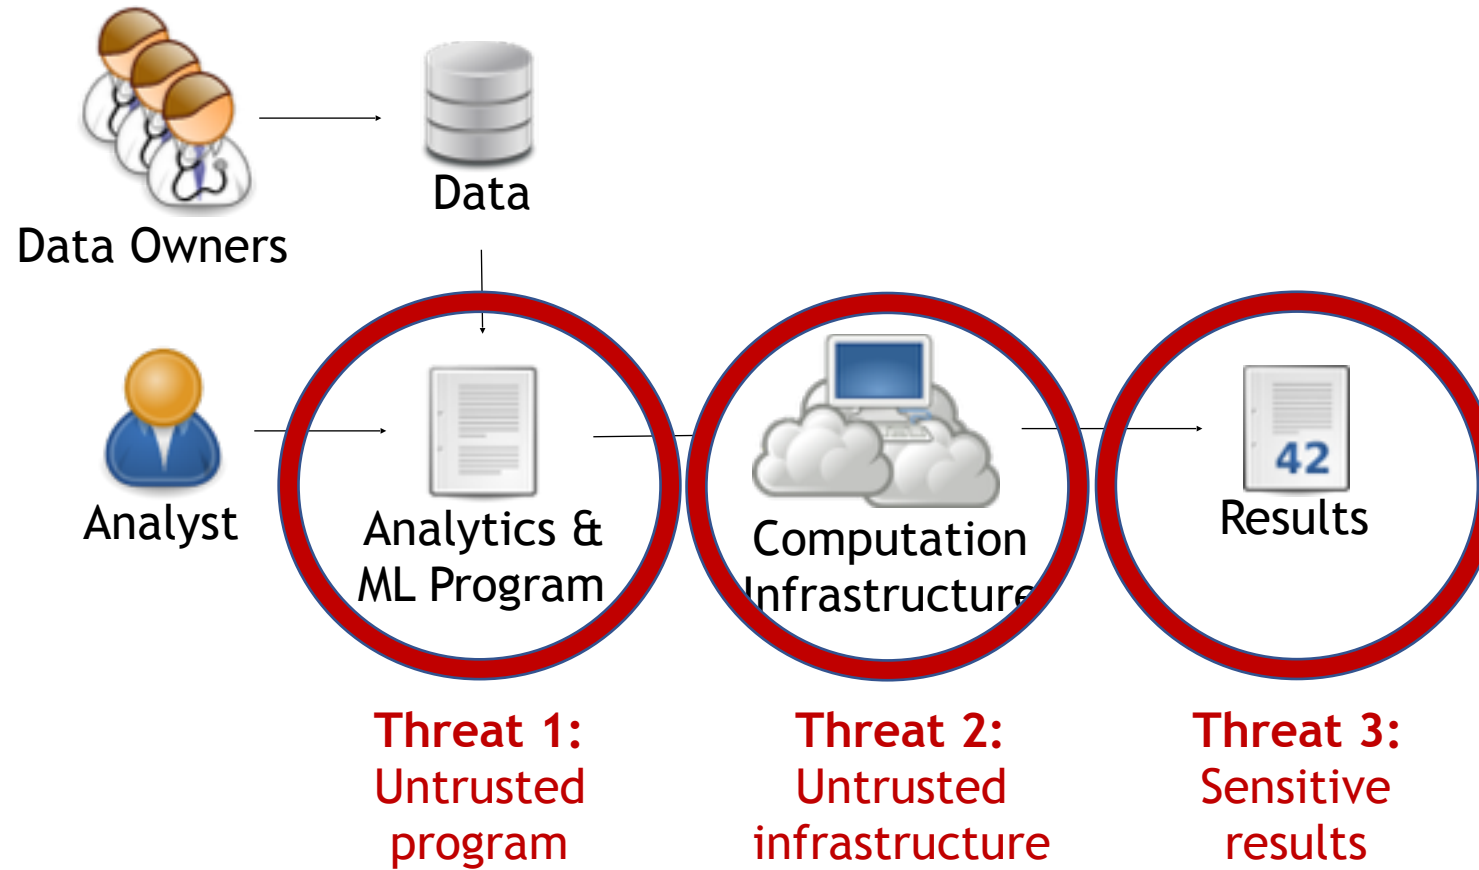 Data
Data Owners
Analyst
Analytics &
ML Program
Computation
Infrastructure
42
Results
Threat 1:
Untrusted
program
Threat 2:
Untrusted
infrastructure
Threat 3:
Sensitive
results